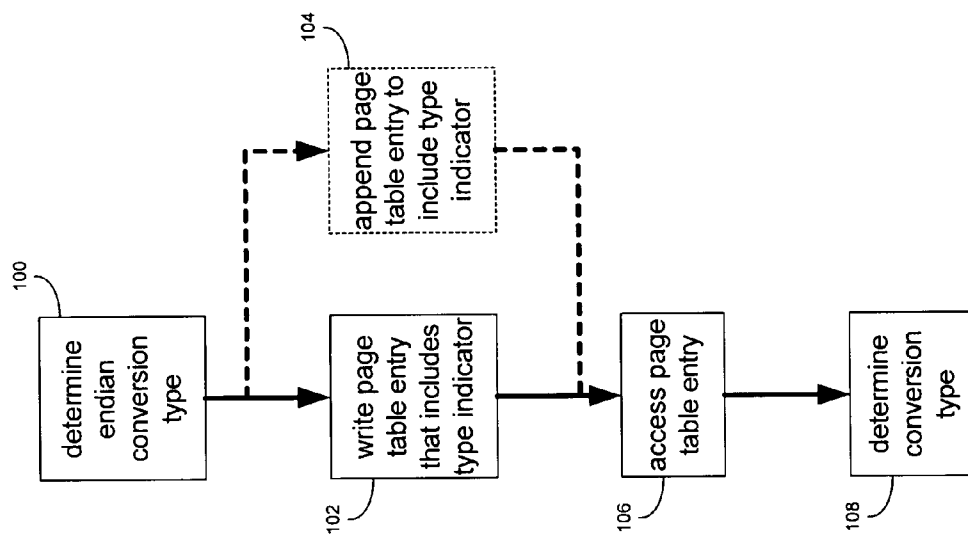 100
determine
endian
conversion
type
102
write page
table entry
that includes
type indicator
104
append page
table entry to
include type
indicator
106
access page
table entry
108
determine
conversion
type